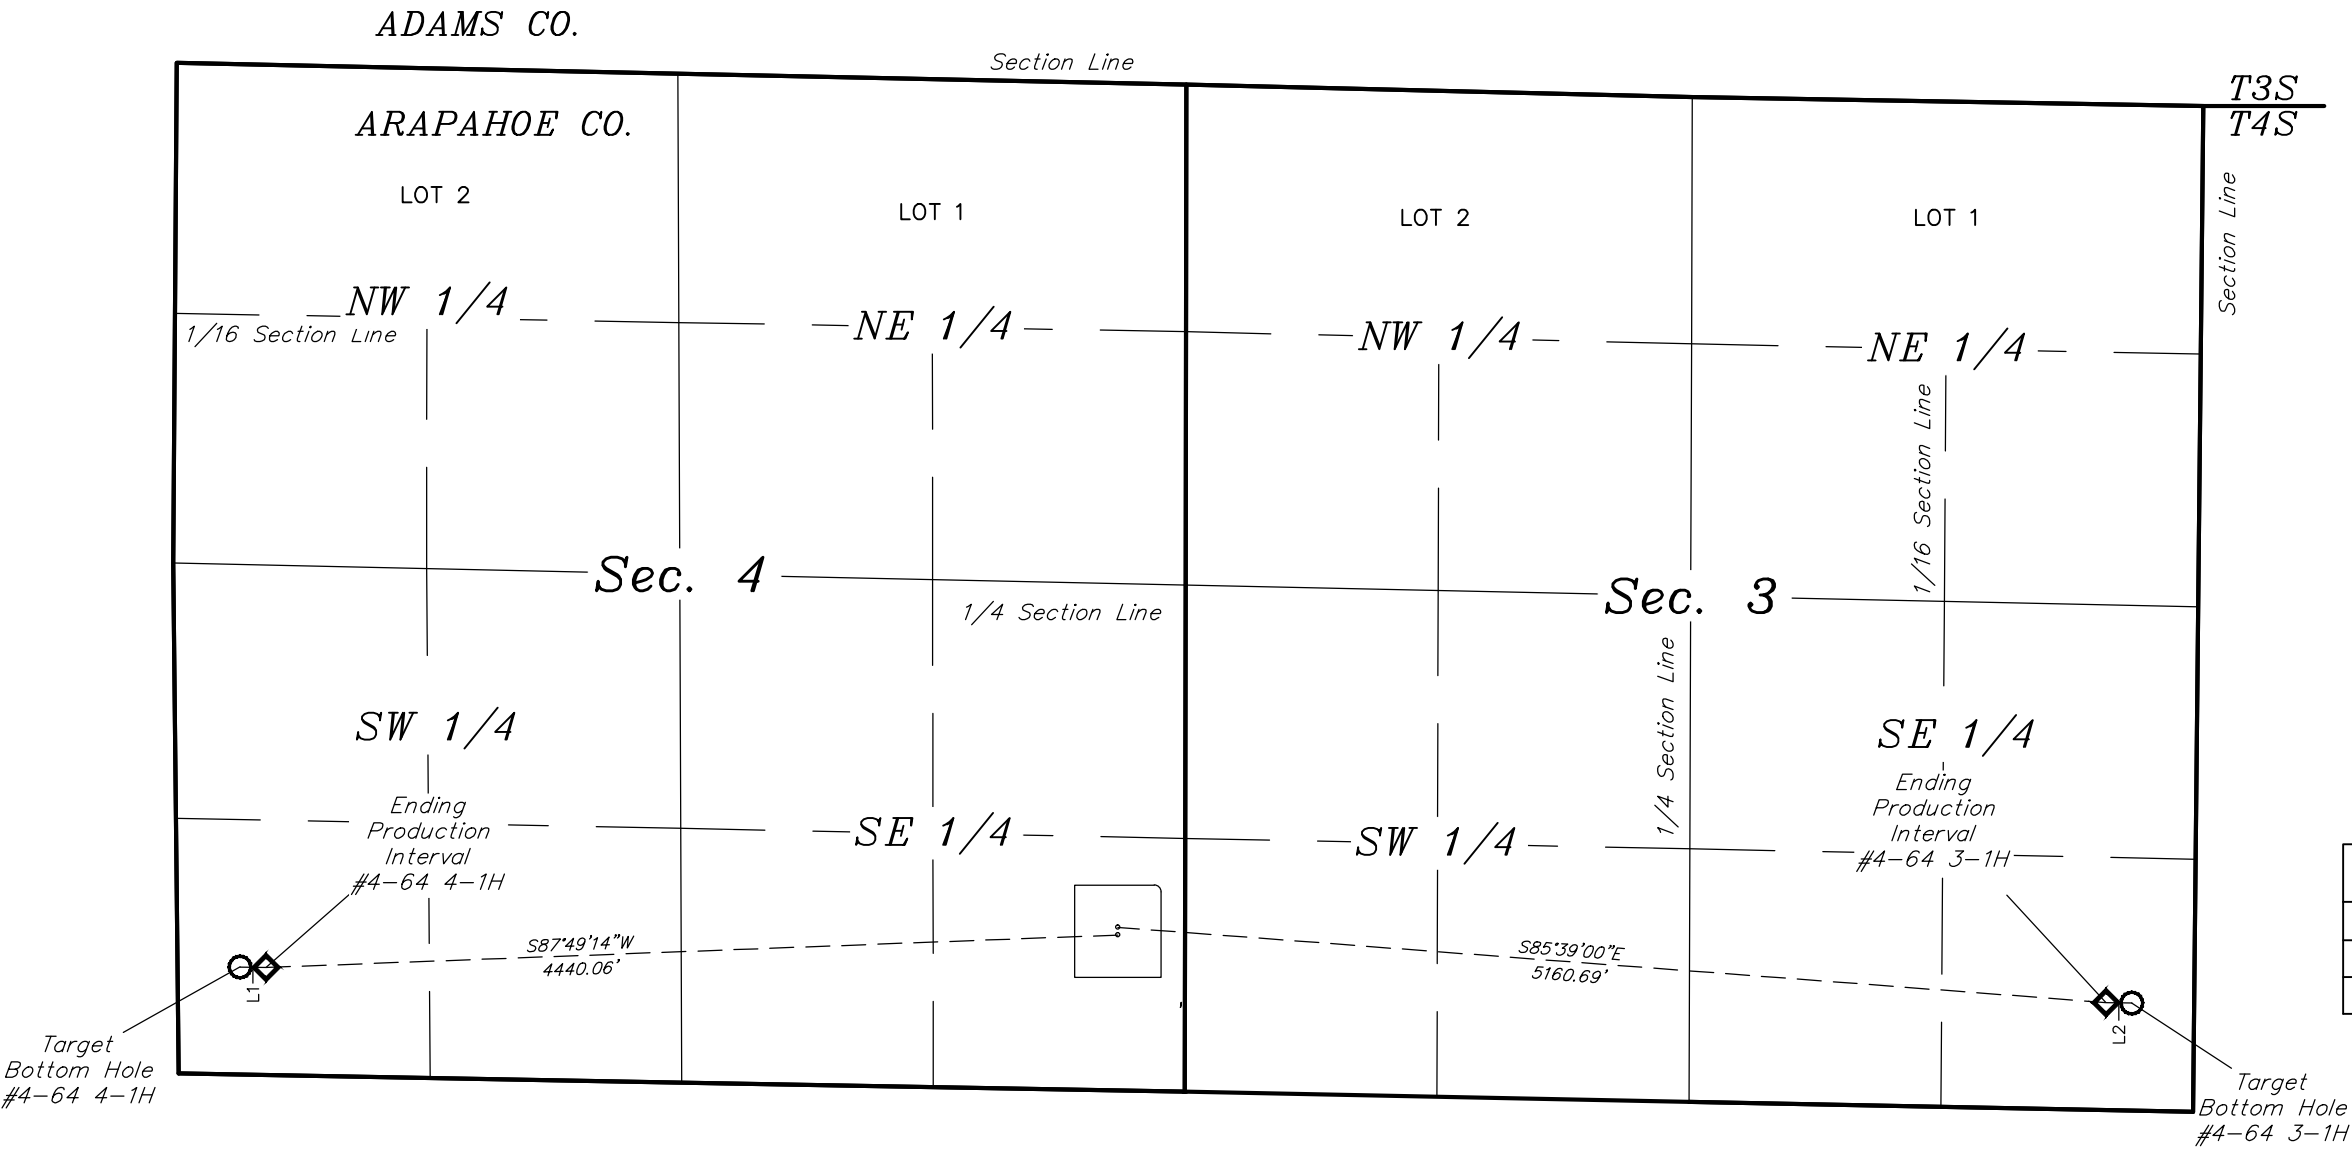 ADAMS CO.
Section Line
T3S
T4S
ARAPAHOE CO.
Section Line
LOT 2
LOT 1
LOT 2
LOT 1
NW 1/4
NE 1/4
NW 1/4
NE 1/4
1/16 Section Line
1/16 Section Line
Sec. 4
Sec. 3
1/4 Section Line
1/4 Section Line
SW 1/4
SE 1/4
SW 1/4
SE 1/4
Ending
Production
Interval
#4-64 4-1H
Ending
Production
Interval
#4-64 3-1H
S87°49'14"W
4440.06'
S85°39'00"E
5160.69'
L1
L2
Target
Bottom Hole
#4-64 4-1H
Target
Bottom Hole
#4-64 3-1H